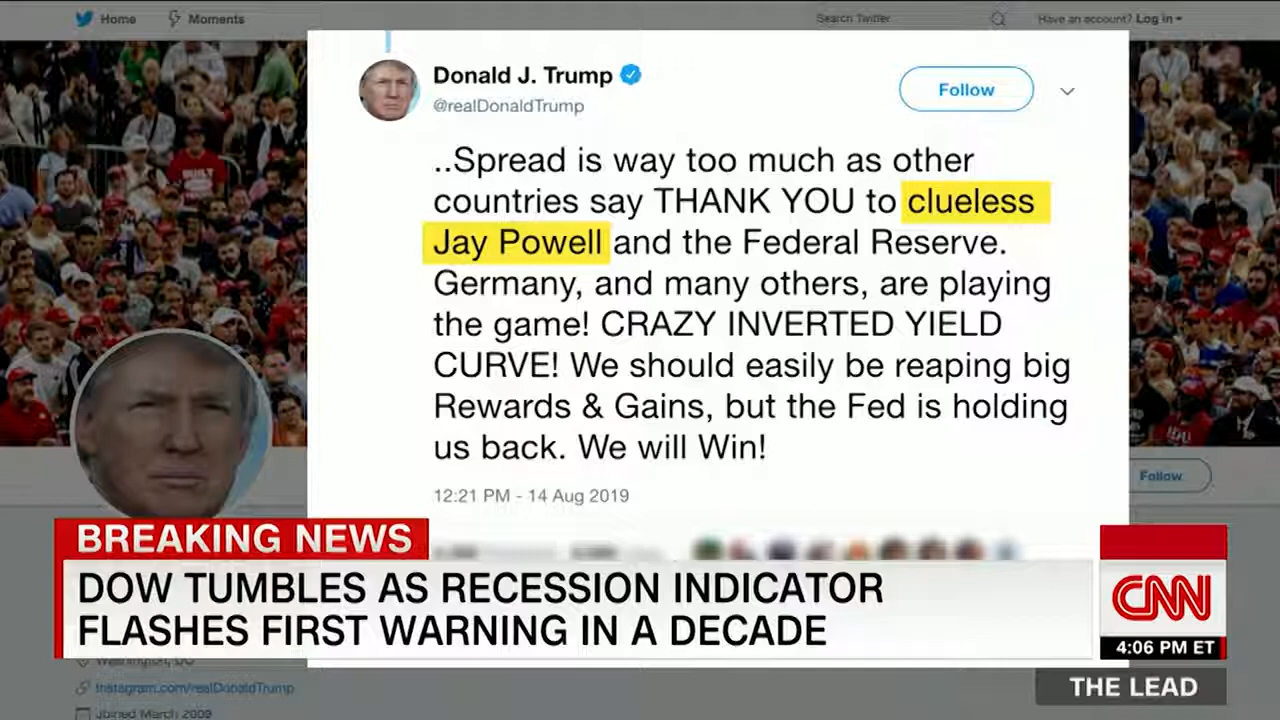 Home
Moments
Search Twitter
Have an account? Log in
Donald J. Trump
@realDonaldTrump
Follow
..Spread is way too much as other
countries say THANK YOU to clueless
Jay Powell and the Federal Reserve.
Germany, and many others, are playing
the game! CRAZY INVERTED YIELD
CURVE! We should easily be reaping big
Rewards & Gains, but the Fed is holding
us back. We will Win!
12:21 PM - 14 Aug 2019
Follow
BREAKING NEWS
DOW TUMBLES AS RECESSION INDICATOR
FLASHES FIRST WARNING IN A DECADE
CNN
4:06 PM ET
Washington, DC
Instagram.com/realDonaldTrump
Joined March 2009
THE LEAD